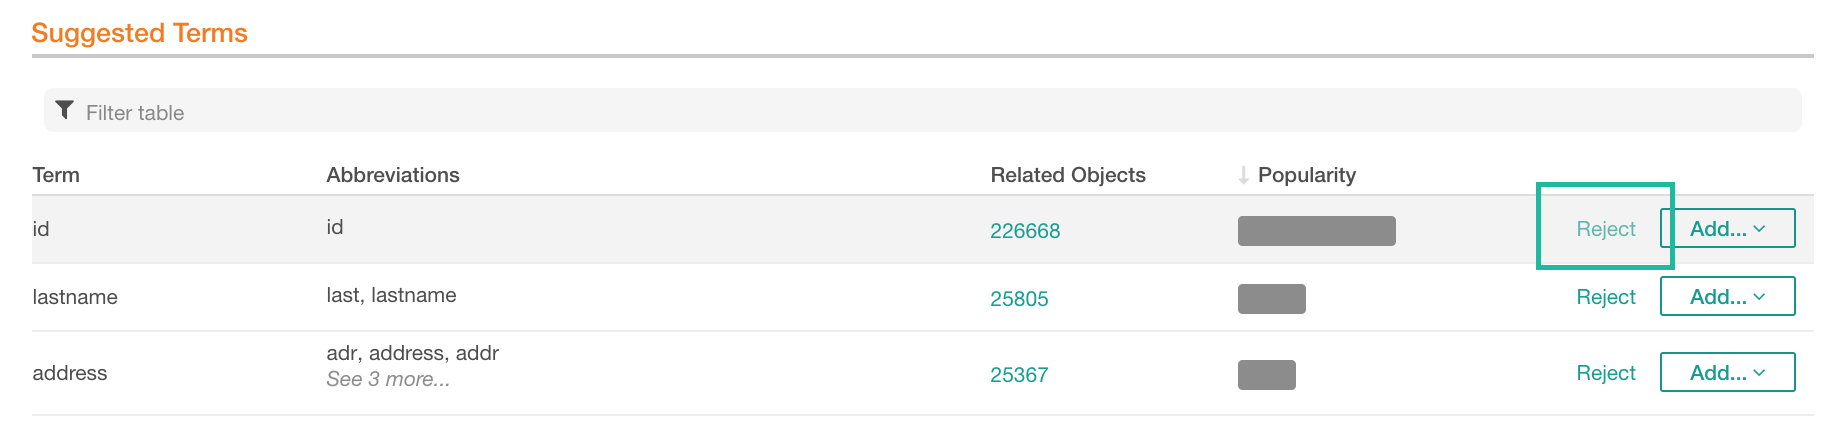 Suggested Terms
Filter table
Term Abbreviations Related Objects Popularity
id id 226668 Reject Add...
lastname last, lastname 25805 Reject Add...
address adr, address, addr 25367 Reject Add...
See 3 more...